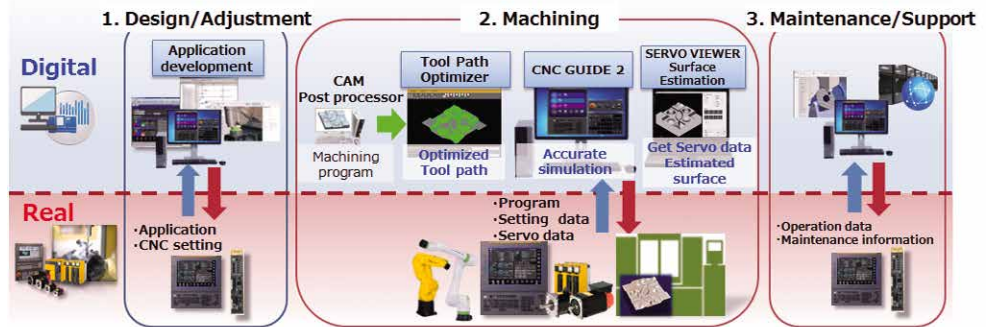 1. Design/Adjustment
2. Machining
3. Maintenance/Support
Digital
Application
development
CAM
Post processor
Machining
program
Tool Path
Optimizer
Optimized
Tool path
CNC GUIDE 2
Accurate
simulation
SERVO VIEWER
Surface
Estimation
Get Servo data
Estimated
surface
Real
・Application
・CNC setting
・Program
・Setting data
・Servo data
・Operation data
・Maintenance information